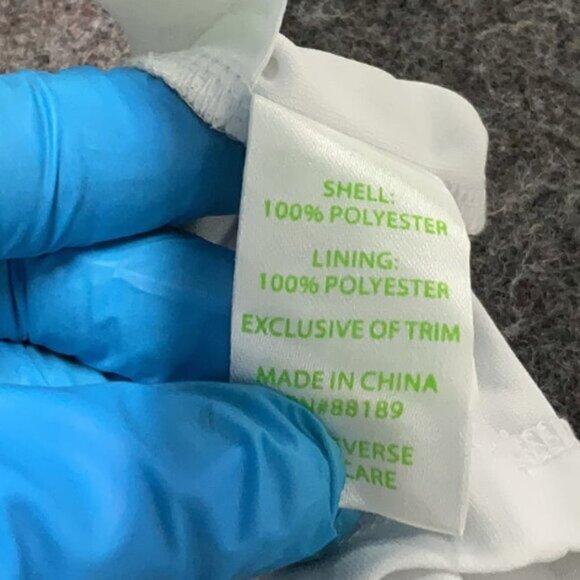 SHELL:
100% POLYESTER
LINING:
100% POLYESTER
EXCLUSIVE OF TRIM
MADE IN CHINA
#88189
CARE